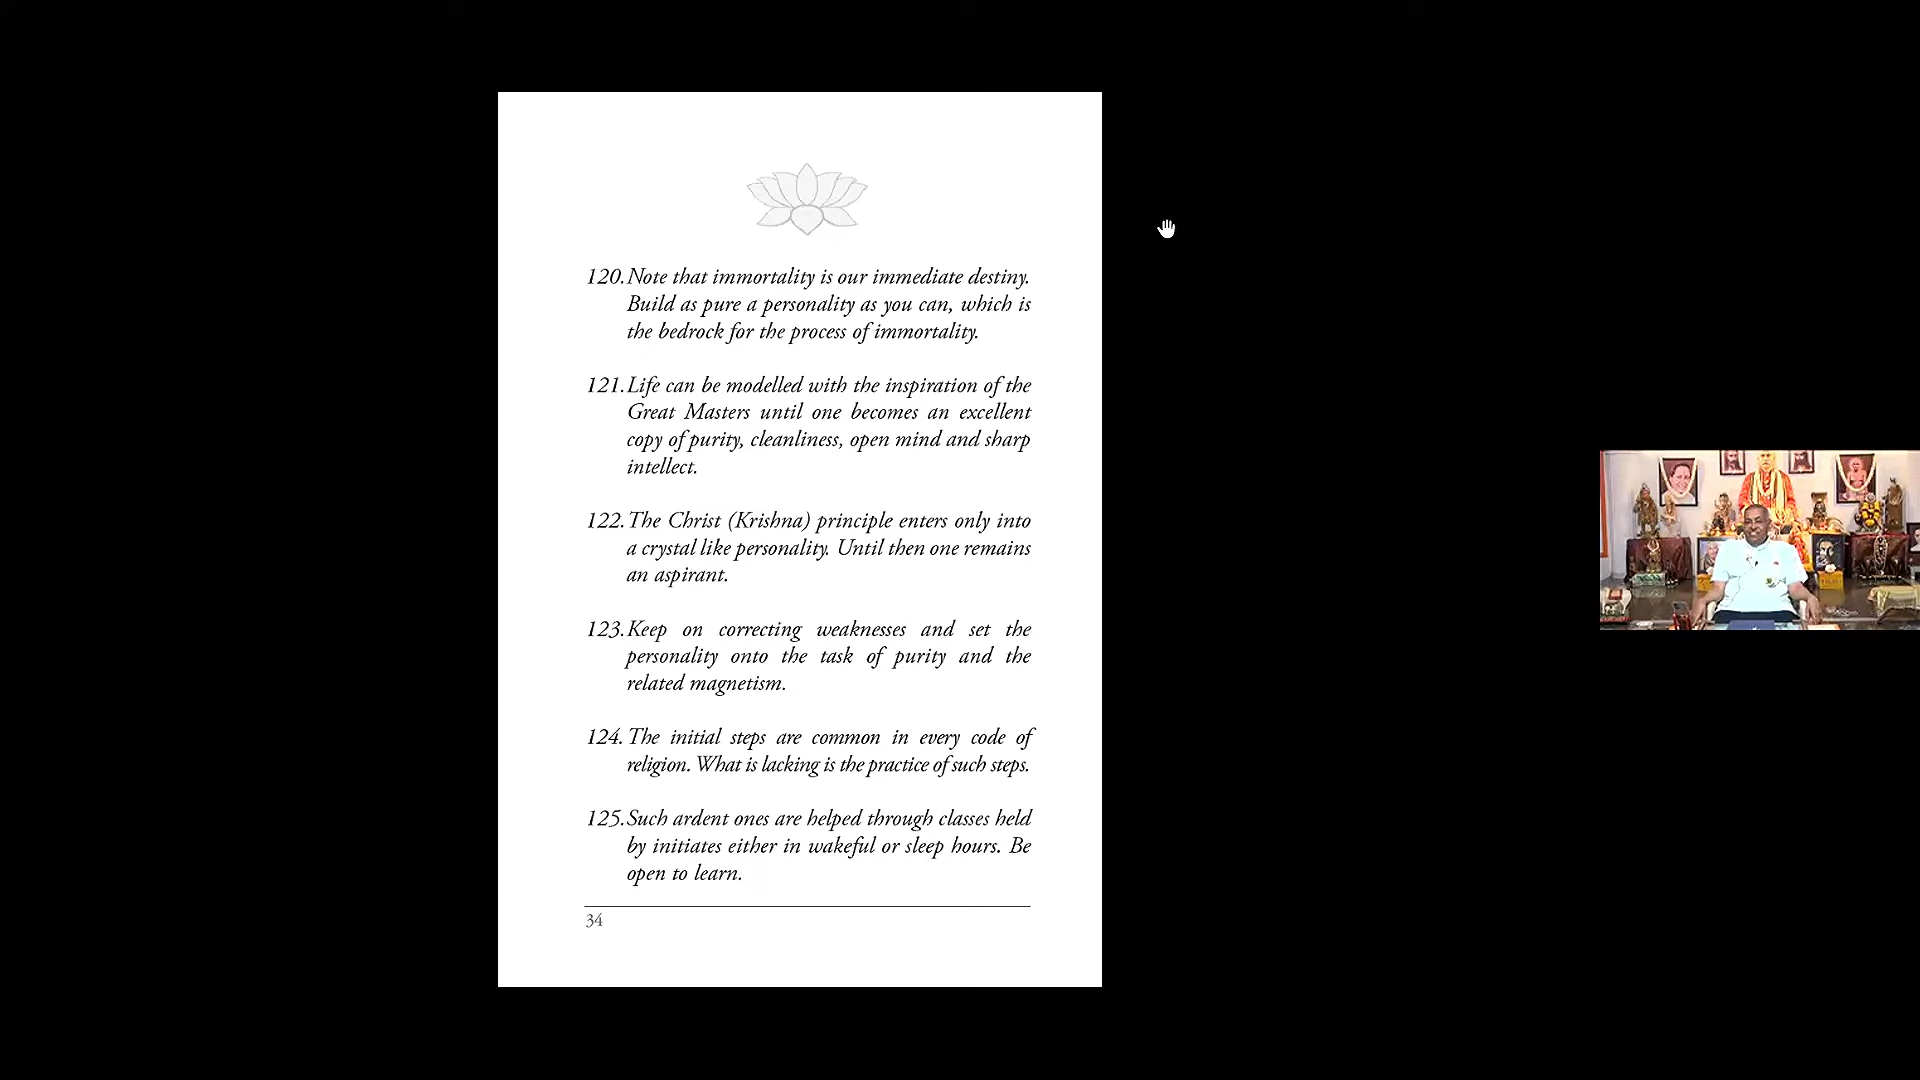 120. Note that immortality is our immediate destiny.
Build as pure a personality as you can, which is
the bedrock for the process of immortality.
121. Life can be modelled with the inspiration of the
Great Masters until one becomes an excellent
copy of purity, cleanliness, open mind and sharp
intellect.
122. The Christ (Krishna) principle enters only into
a crystal like personality. Until then one remains
an aspirant.
123. Keep on correcting weaknesses and set the
personality onto the task of purity and the
related magnetism.
124. The initial steps are common in every code of
religion. What is lacking is the practice of such steps.
125. Such ardent ones are helped through classes held
by initiates either in wakeful or sleep hours. Be
open to learn.
34